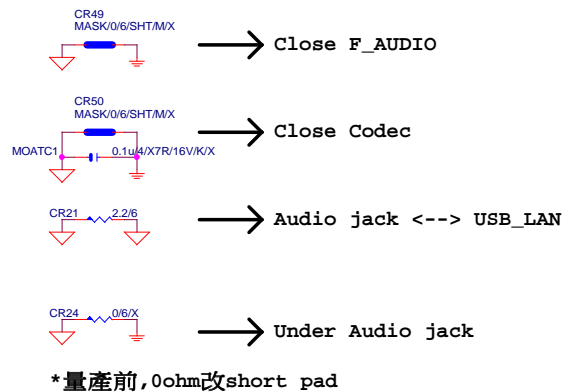 CR49
MASK/0/6/SHT/M/X
Close F_AUDIO
CR50
MASK/0/6/SHT/M/X
Close Codec
MOATC1 0.1u/4/X7R/16V/K/X
CR21 2.2/6
Audio jack <--> USB_LAN
CR24 0/6/X
Under Audio jack
*量產前,0ohm改short pad